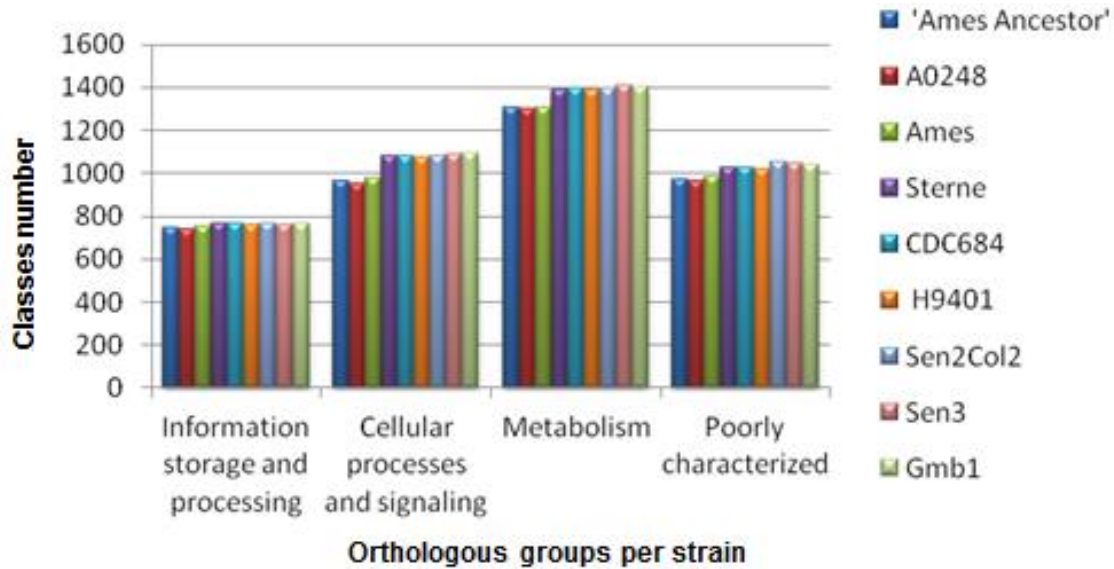 1600
1400
1200
1000
800
600
400
200
0
Classes number
Information
storage and
processing
Cellular
processes
and signaling
Metabolism
Poorly
characterized
Orthologous groups per strain
'Ames Ancestor'
A0248
Ames
Sterne
CDC684
H9401
Sen2Col2
Sen3
Gmb1